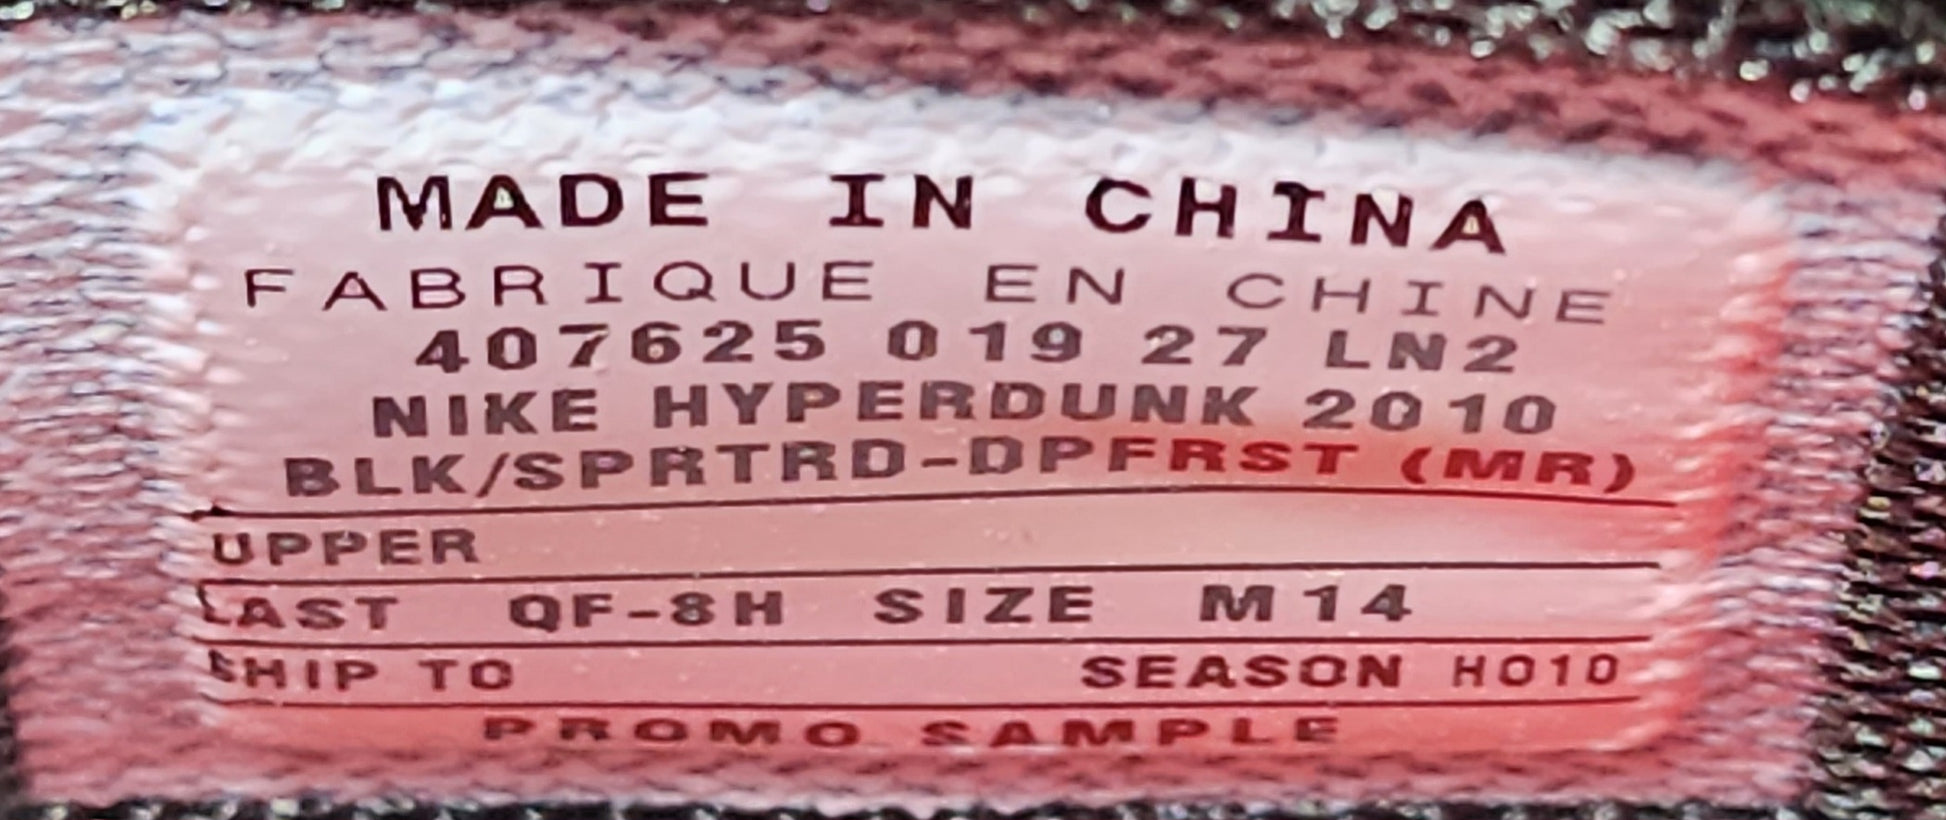 MADE IN CHINA
FABRIQUE EN CHINE
407625 019 27 LN2
NIKE HYPERDUNK 2010
BLK/SPRTRD-DPFRST (MR)
UPPER
LAST QF-8H SIZE M14
SHIP TO SEASON HO10
PROMO SAMPLE